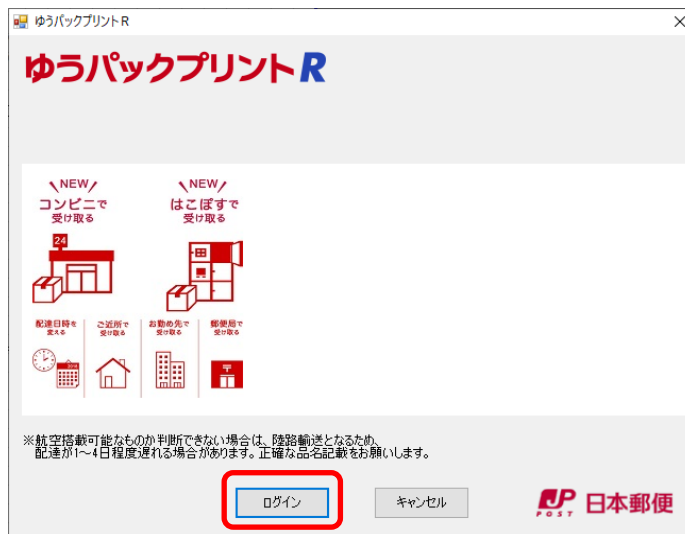 ゆうパックプリントR
ゆうパックプリントR
NEW
コンビニで
受け取る
NEW
はこぽすで
受け取る
24
配達日時を
変える
ご近所で
受け取る
お勤め先で
受け取る
郵便局で
受け取る
※航空搭載可能なものか判断できない場合は、陸路輸送となるため、
配達が1～4日程度遅れる場合があります。正確な品名記載をお願いします。
ログイン
キャンセル
JP POST 日本郵便